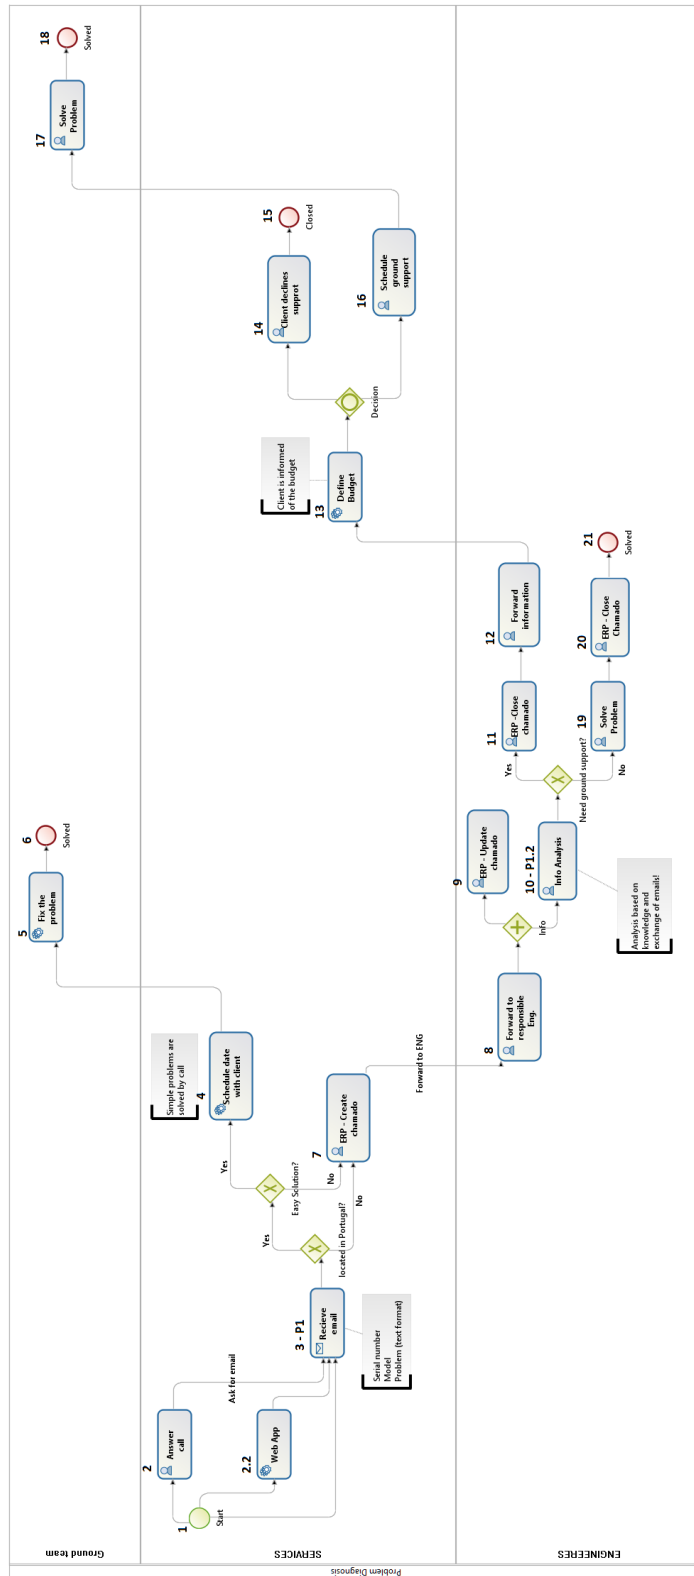 Problem Diagnosis
Ground team
SERVICES
ENGINEERES
1
Start
2
Answer
call
2.2
Web App
Ask for email
3 - P1
Recieve
email
Serial number
Model
Problem (text format)
located in Portugal?
Yes
No
Easy Solution?
Yes
No
4
Schedule date
with client
Simple problems are
solved by call
5
Fix the
problem
6
Solved
7
ERP - Create
chamado
Forward to ENG
8
Forward to
responsible
Eng.
Info
9
ERP - Update
chamado
10 - P1.2
Info Analysis
Analysis based on
knowledge and
exchange of emails!
Need ground support?
Yes
No
11
ERP -Close
chamado
12
Forward
information
13
Define
Budget
Client is informed
of the budget
Decision
14
Client declines
supprot
15
Closed
16
Schedule
ground
support
17
Solve
Problem
18
Solved
19
Solve
Problem
20
ERP - Close
Chamado
21
Solved